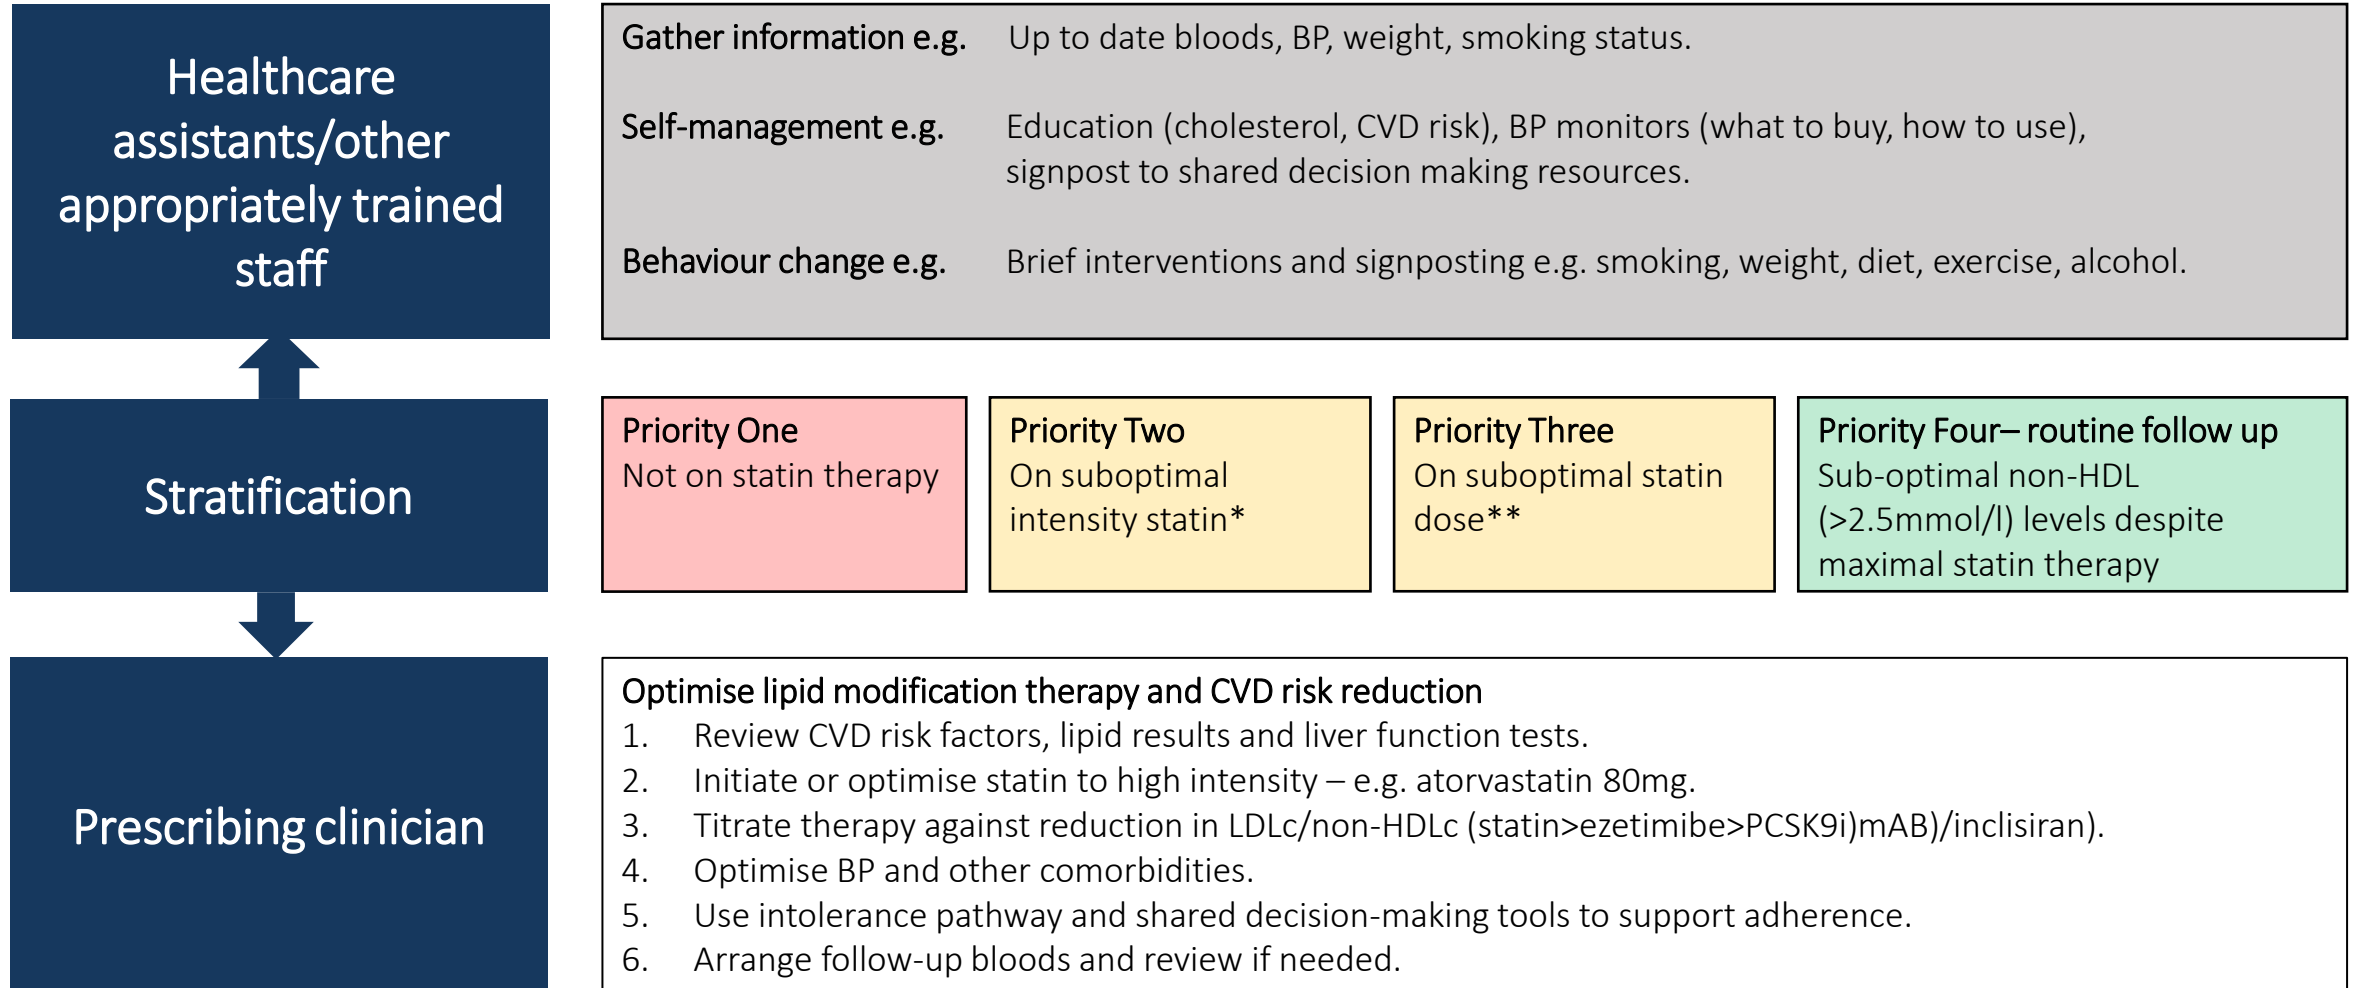 Healthcare
assistants/other
appropriately trained
staff
Gather information e.g. Up to date bloods, BP, weight, smoking status.
Self-management e.g. Education (cholesterol, CVD risk), BP monitors (what to buy, how to use),
signpost to shared decision making resources.
Behaviour change e.g. Brief interventions and signposting e.g. smoking, weight, diet, exercise, alcohol.
Stratification
Priority One
Not on statin therapy
Priority Two
On suboptimal
intensity statin*
Priority Three
On suboptimal statin
dose**
Priority Four– routine follow up
Sub-optimal non-HDL
(>2.5mmol/l) levels despite
maximal statin therapy
Prescribing clinician
Optimise lipid modification therapy and CVD risk reduction
1. Review CVD risk factors, lipid results and liver function tests.
2. Initiate or optimise statin to high intensity – e.g. atorvastatin 80mg.
3. Titrate therapy against reduction in LDLc/non-HDLc (statin>ezetimibe>PCSK9i)mAB)/inclisiran).
4. Optimise BP and other comorbidities.
5. Use intolerance pathway and shared decision-making tools to support adherence.
6. Arrange follow-up bloods and review if needed.